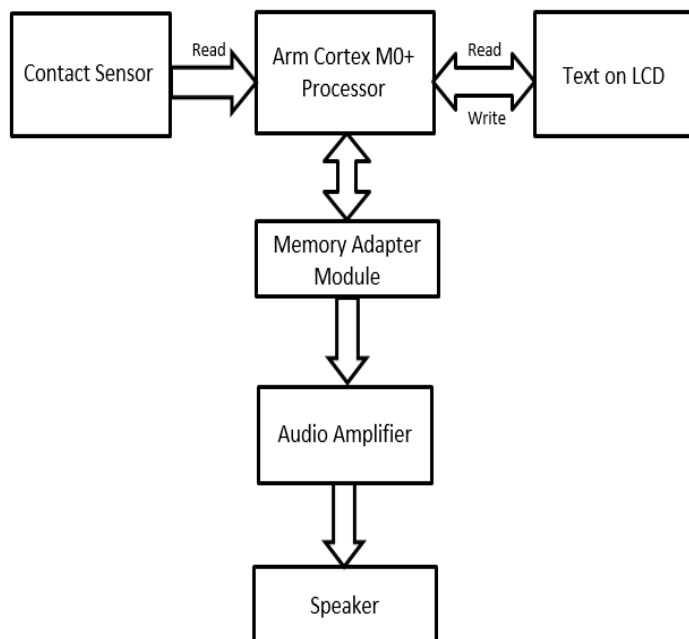 Contact Sensor
Read
Arm Cortex M0+
Processor
Read
Write
Text on LCD
Memory Adapter
Module
Audio Amplifier
Speaker